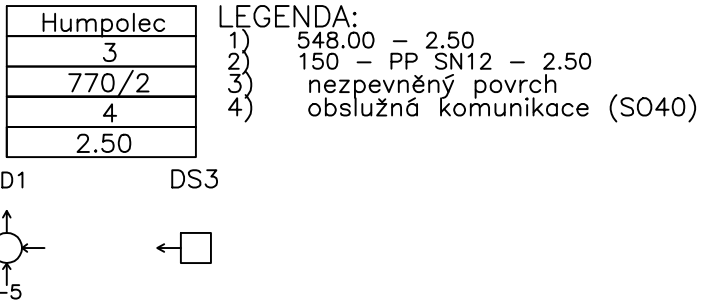 Humpolec
3
770/2
4
2.50
LEGENDA:
1) 548.00 – 2.50
2) 150 – PP SN12 – 2.50
3) nezpevněný povrch
4) obslužná komunikace (SO40)
D1
DS3
-5